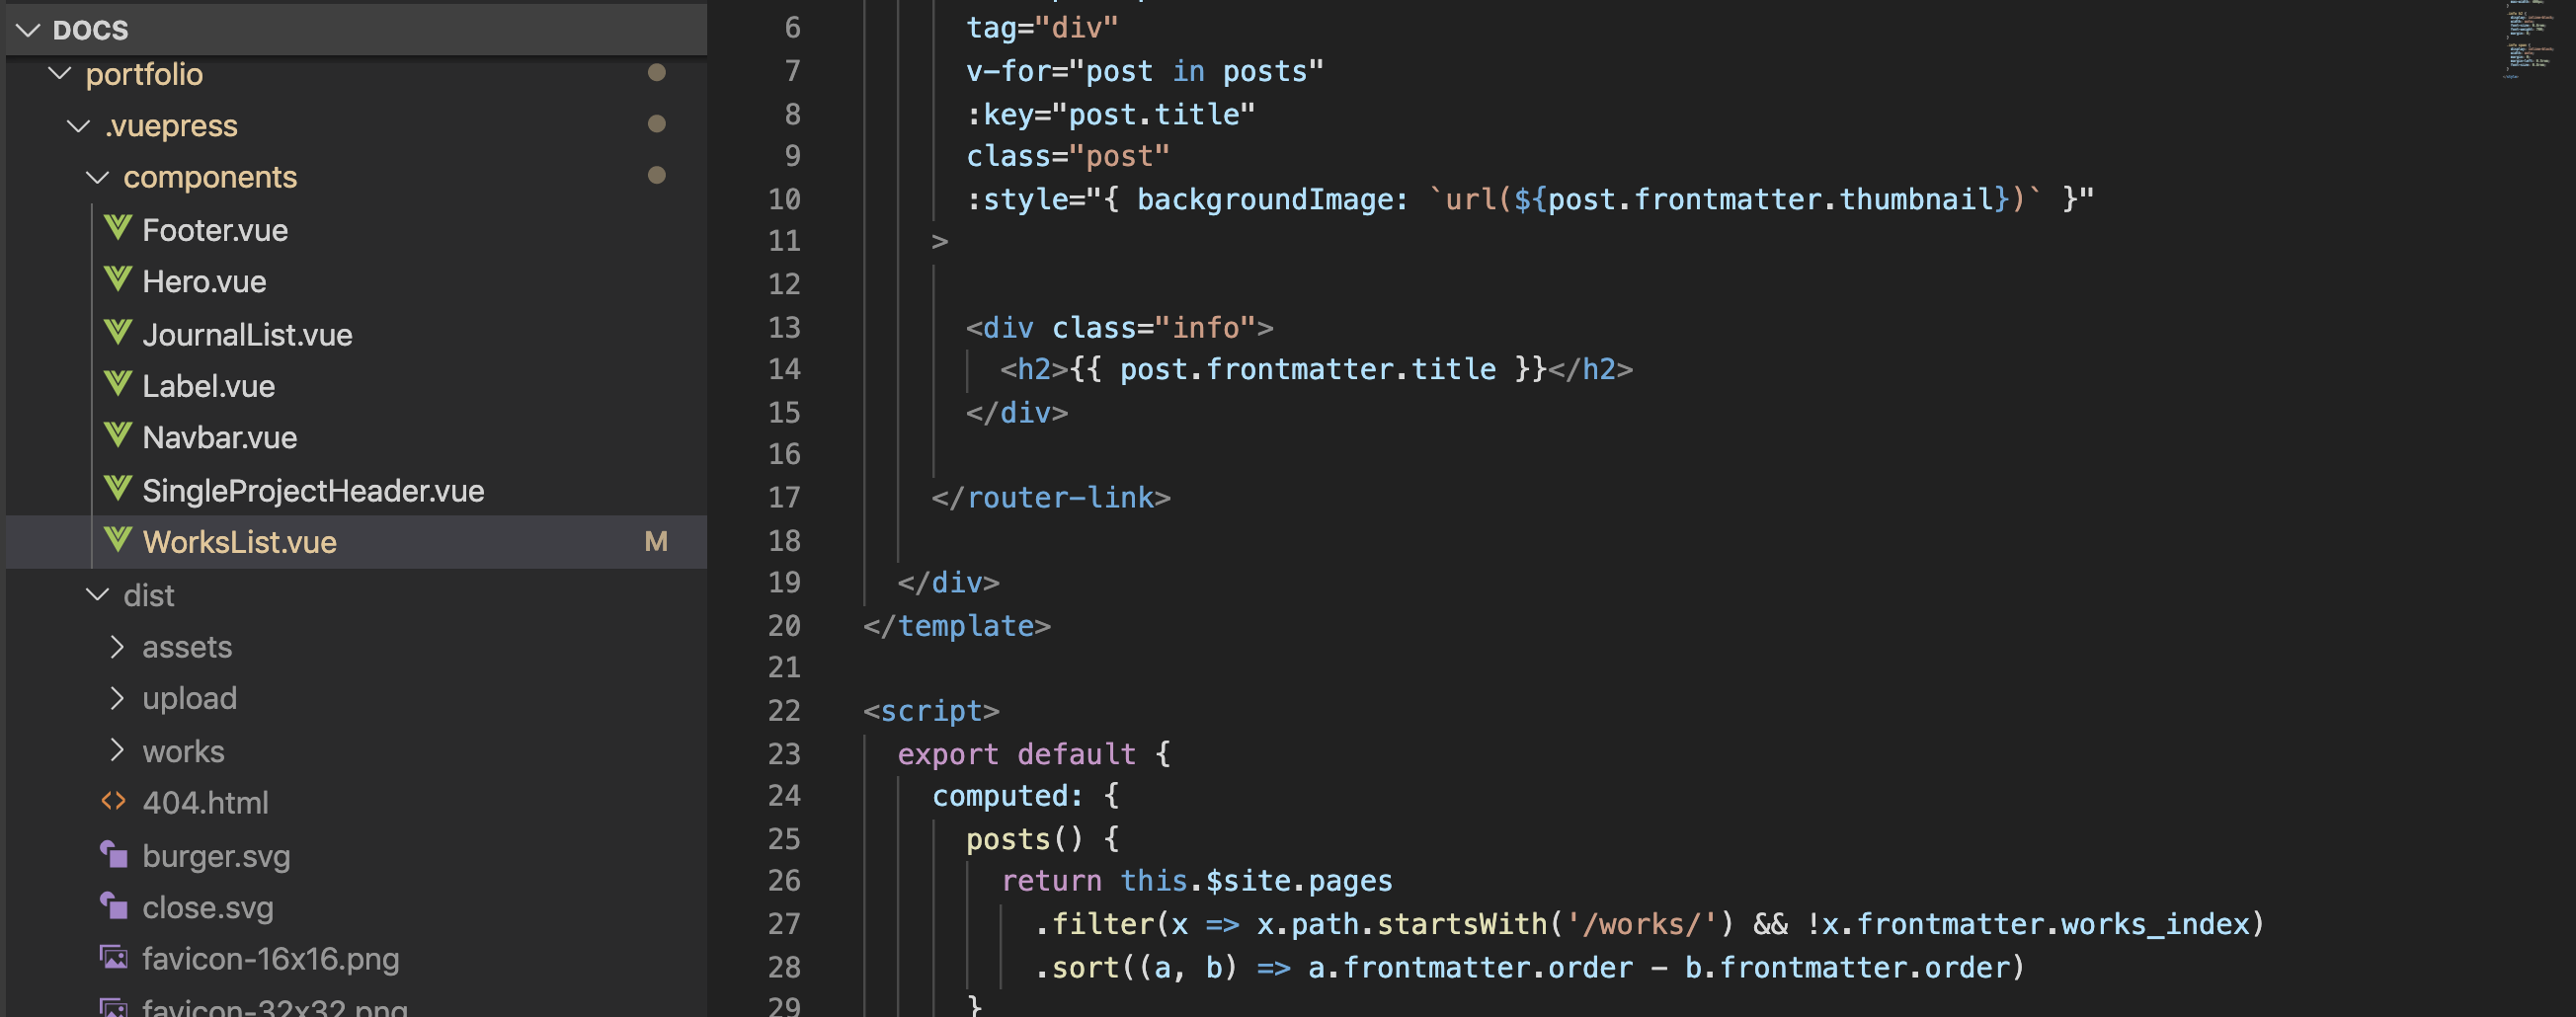 DOCS
portfolio
.vuepress
components
Footer.vue
Hero.vue
JournalList.vue
Label.vue
Navbar.vue
SingleProjectHeader.vue
WorksList.vue M
dist
assets
upload
works
404.html
burger.svg
close.svg
favicon-16x16.png
favicon-32x32.png
6 tag="div"
7 v-for="post in posts"
8 :key="post.title"
9 class="post"
10 :style="{ backgroundImage: `url(${post.frontmatter.thumbnail})` }"
11 >
12
13 <div class="info">
14 <h2>{{ post.frontmatter.title }}</h2>
15 </div>
16
17 </router-link>
18
19 </div>
20 </template>
21
22 <script>
23 export default {
24 computed: {
25 posts() {
26 return this.$site.pages
27 .filter(x => x.path.startsWith('/works/') && !x.frontmatter.works_index)
28 .sort((a, b) => a.frontmatter.order - b.frontmatter.order)
29 }